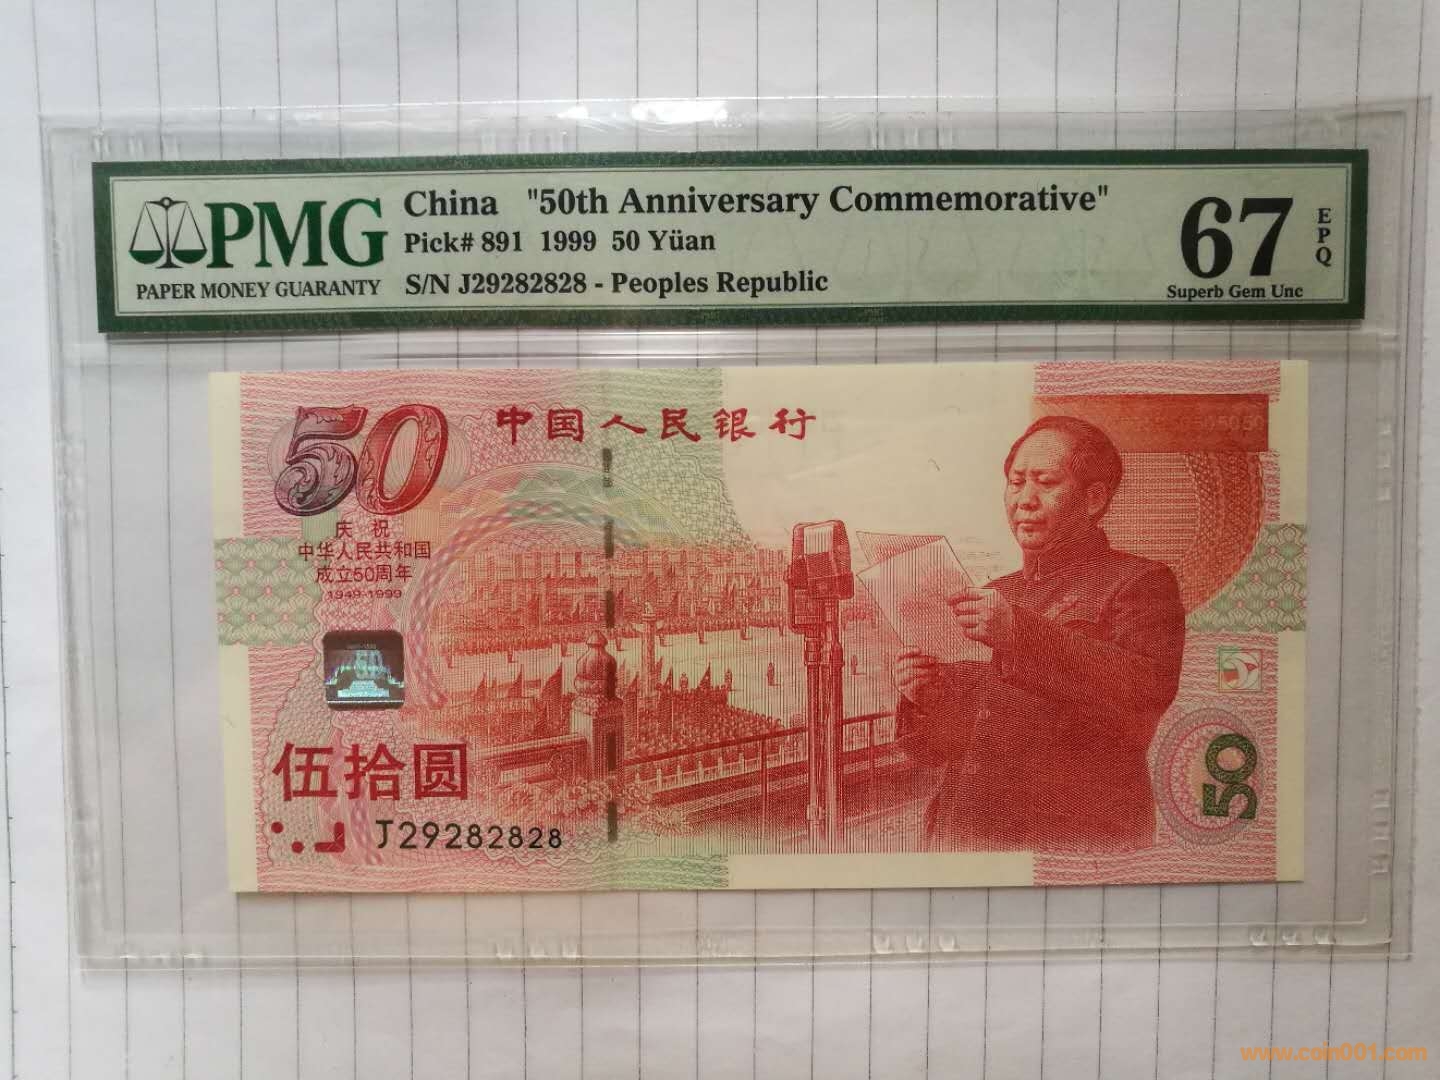 PMG
PAPER MONEY GUARANTY
China "50th Anniversary Commemorative"
Pick# 891 1999 50 Yüan
S/N J29282828 - Peoples Republic
67
EPQ
Superb Gem Unc
50
中国人民银行
505050
庆祝
中华人民共和国
成立50周年
1949-1999
伍拾圆
J29282828
50
www.coin001.com